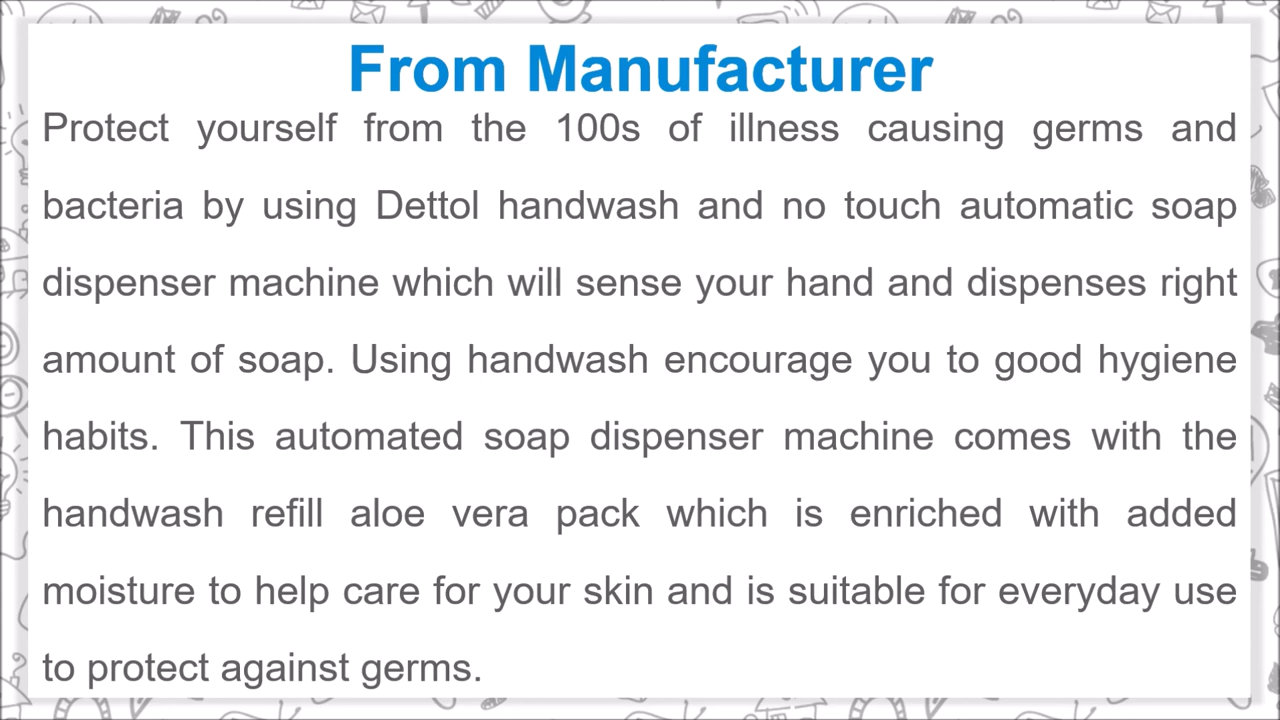 From Manufacturer
Protect yourself from the 100s of illness causing germs and
bacteria by using Dettol handwash and no touch automatic soap
dispenser machine which will sense your hand and dispenses right
amount of soap. Using handwash encourage you to good hygiene
habits. This automated soap dispenser machine comes with the
handwash refill aloe vera pack which is enriched with added
moisture to help care for your skin and is suitable for everyday use
to protect against germs.